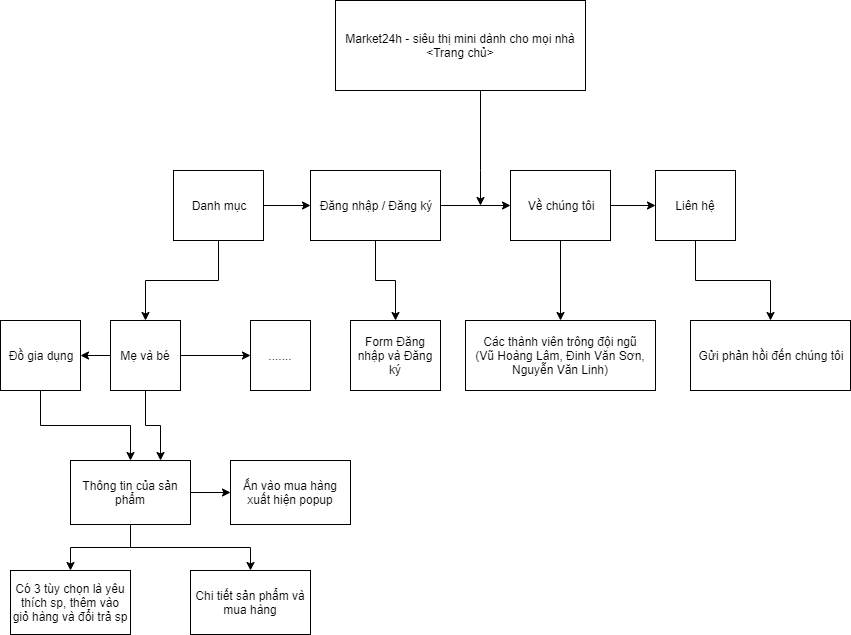 Market24h - siêu thị mini dành cho mọi nhà
<Trang chủ>
Danh mục
Đăng nhập / Đăng ký
Về chúng tôi
Liên hệ
Đồ gia dụng
Mẹ và bé
.......
Form Đăng
nhập và Đăng
ký
Các thành viên trông đội ngũ
(Vũ Hoàng Lâm, Đinh Văn Sơn,
Nguyễn Văn Linh)
Gửi phản hồi đến chúng tôi
Thông tin của sản
phẩm
Ấn vào mua hàng
xuất hiện popup
Có 3 tùy chọn là yêu
thích sp, thêm vào
giỏ hàng và đổi trả sp
Chi tiết sản phẩm và
mua hàng